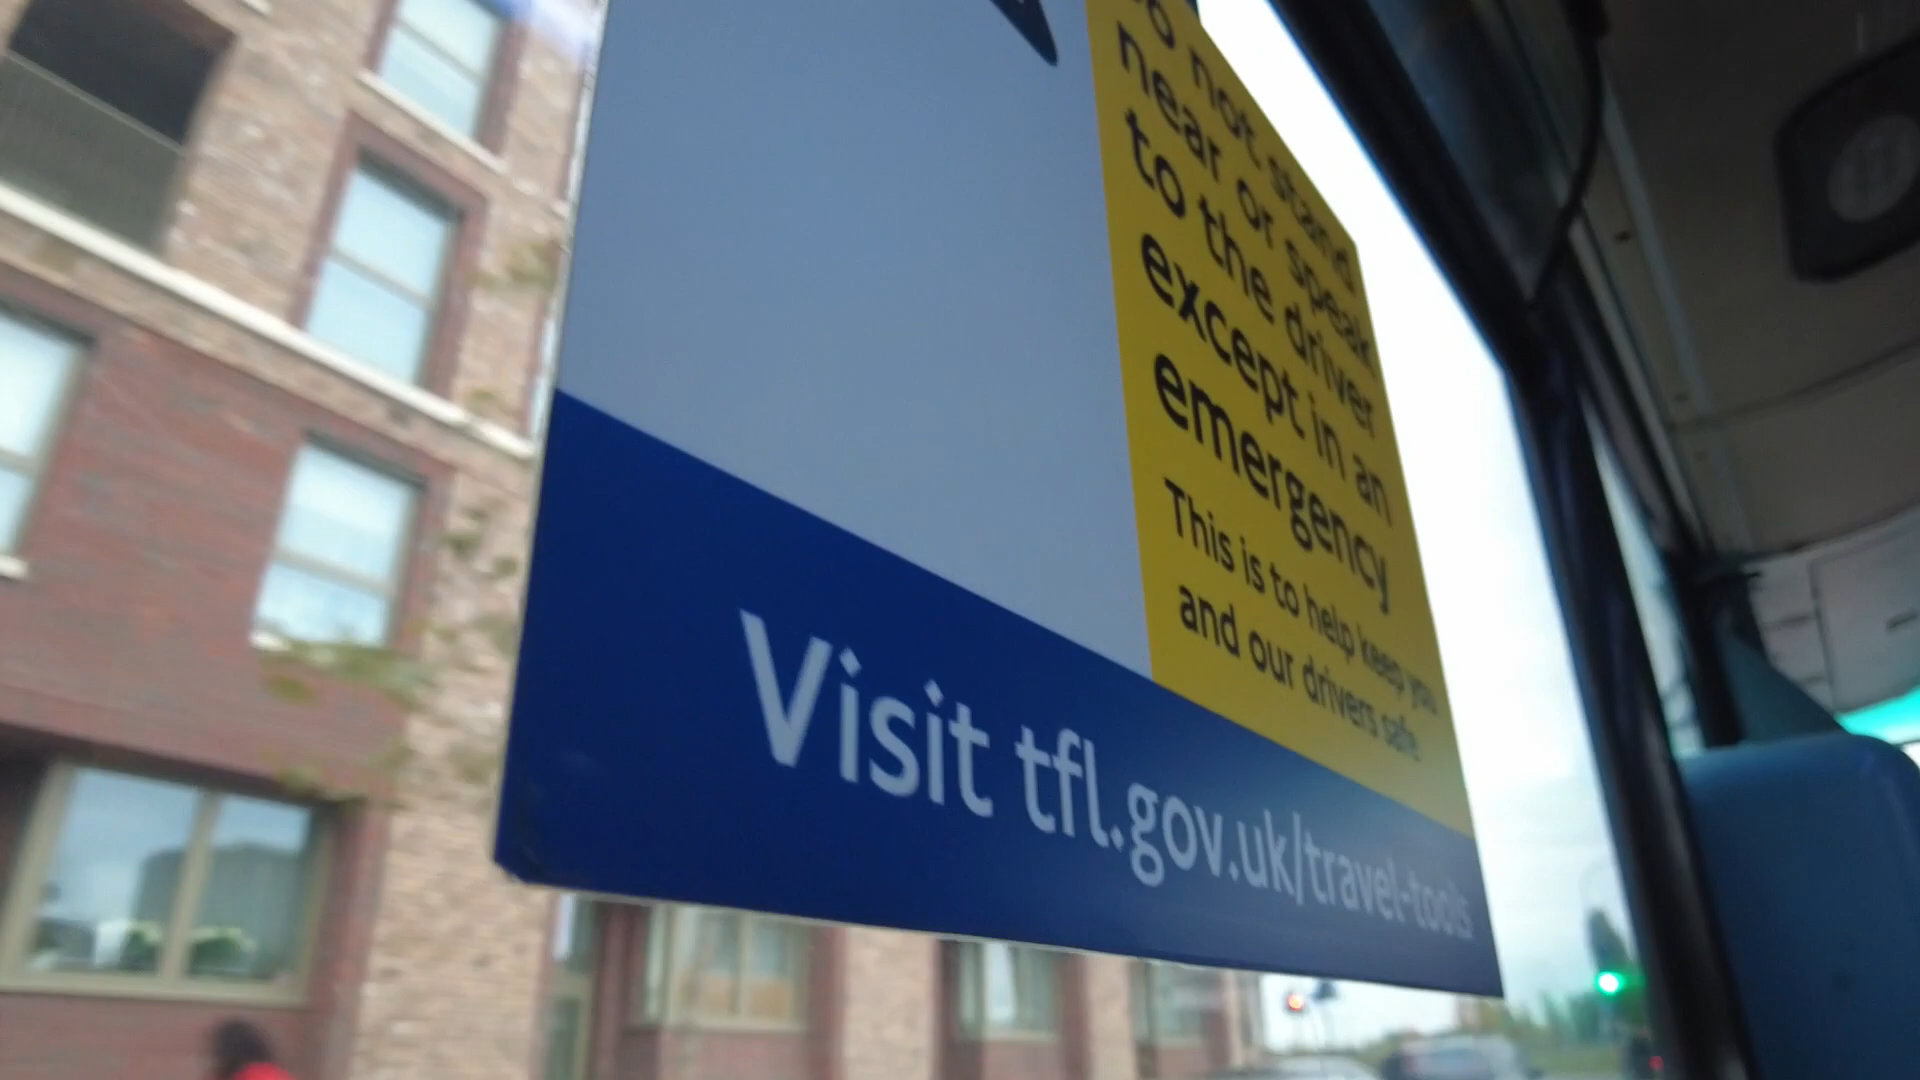 Do not stand
near or speak
to the driver
except in an
emergency
This is to help keep you
and our drivers safe
Visit tfl.gov.uk/travel-tools